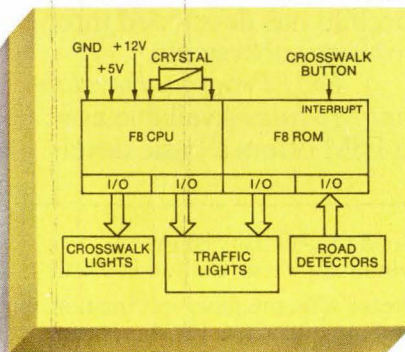 GND +12V
+5V
CRYSTAL
CROSSWALK
BUTTON
INTERRUPT
F8 CPU
F8 ROM
I/O I/O I/O I/O
CROSSWALK
LIGHTS
TRAFFIC
LIGHTS
ROAD
DETECTORS